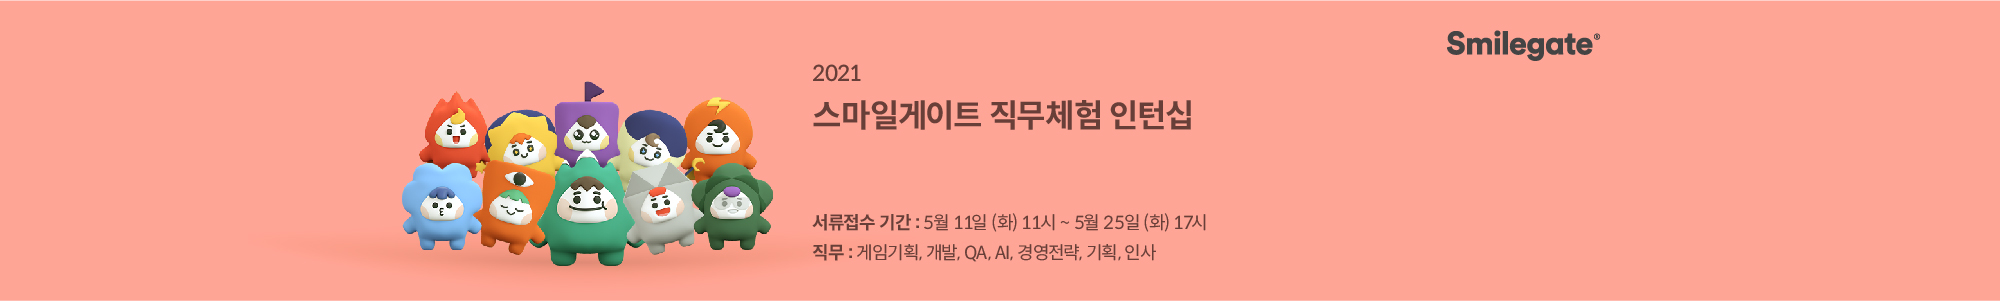 Smilegate®
2021
스마일게이트 직무체험 인턴십
서류접수 기간 : 5월 11일 (화) 11시 ~ 5월 25일 (화) 17시
직무 : 게임기획, 개발, QA, AI, 경영전략, 기획, 인사